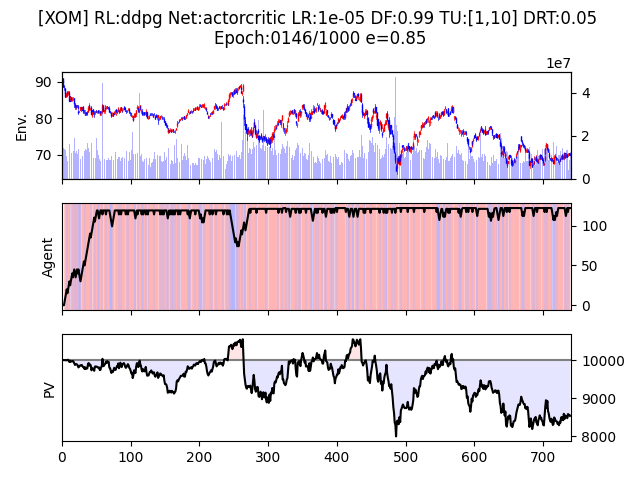 [XOM] RL:ddpg Net:actorcritic LR:1e-05 DF:0.99 TU:[1,10] DRT:0.05
Epoch:0146/1000 e=0.85
1e7
90
80
70
Env.
4
2
0
Agent
100
50
0
PV
10000
9000
8000
0 100 200 300 400 500 600 700